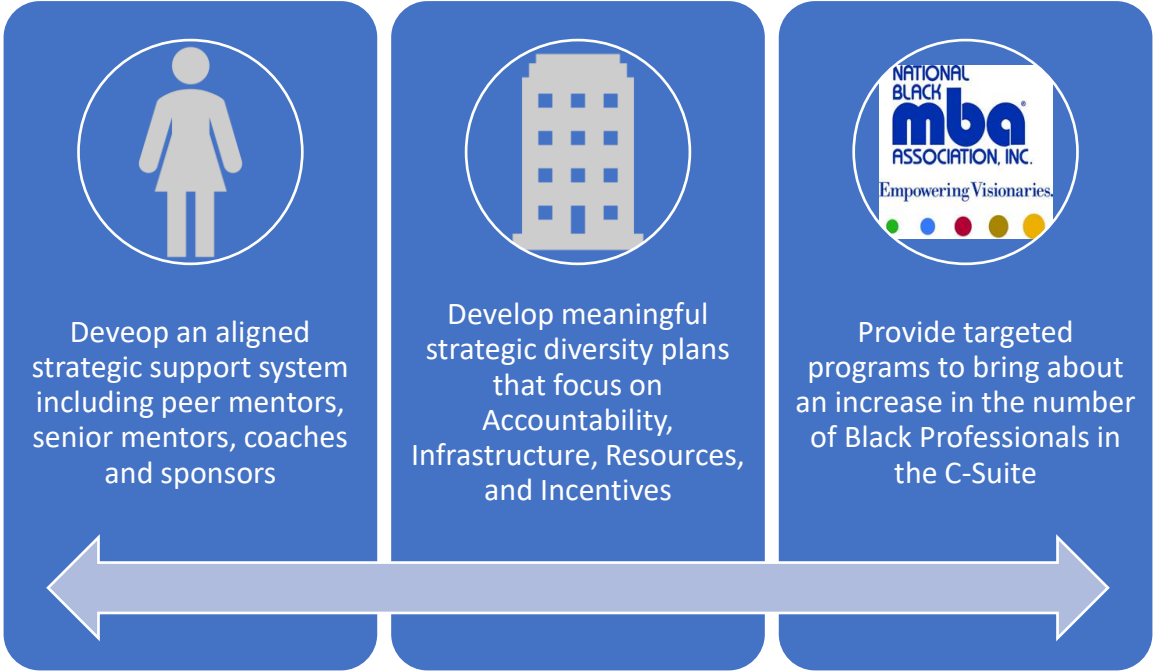 Deveop an aligned
strategic support system
including peer mentors,
senior mentors, coaches
and sponsors
Develop meaningful
strategic diversity plans
that focus on
Accountability,
Infrastructure, Resources,
and Incentives
NATIONAL
BLACK
mba®
ASSOCIATION, INC.
Empowering Visionaries.
Provide targeted
programs to bring about
an increase in the number
of Black Professionals in
the C-Suite